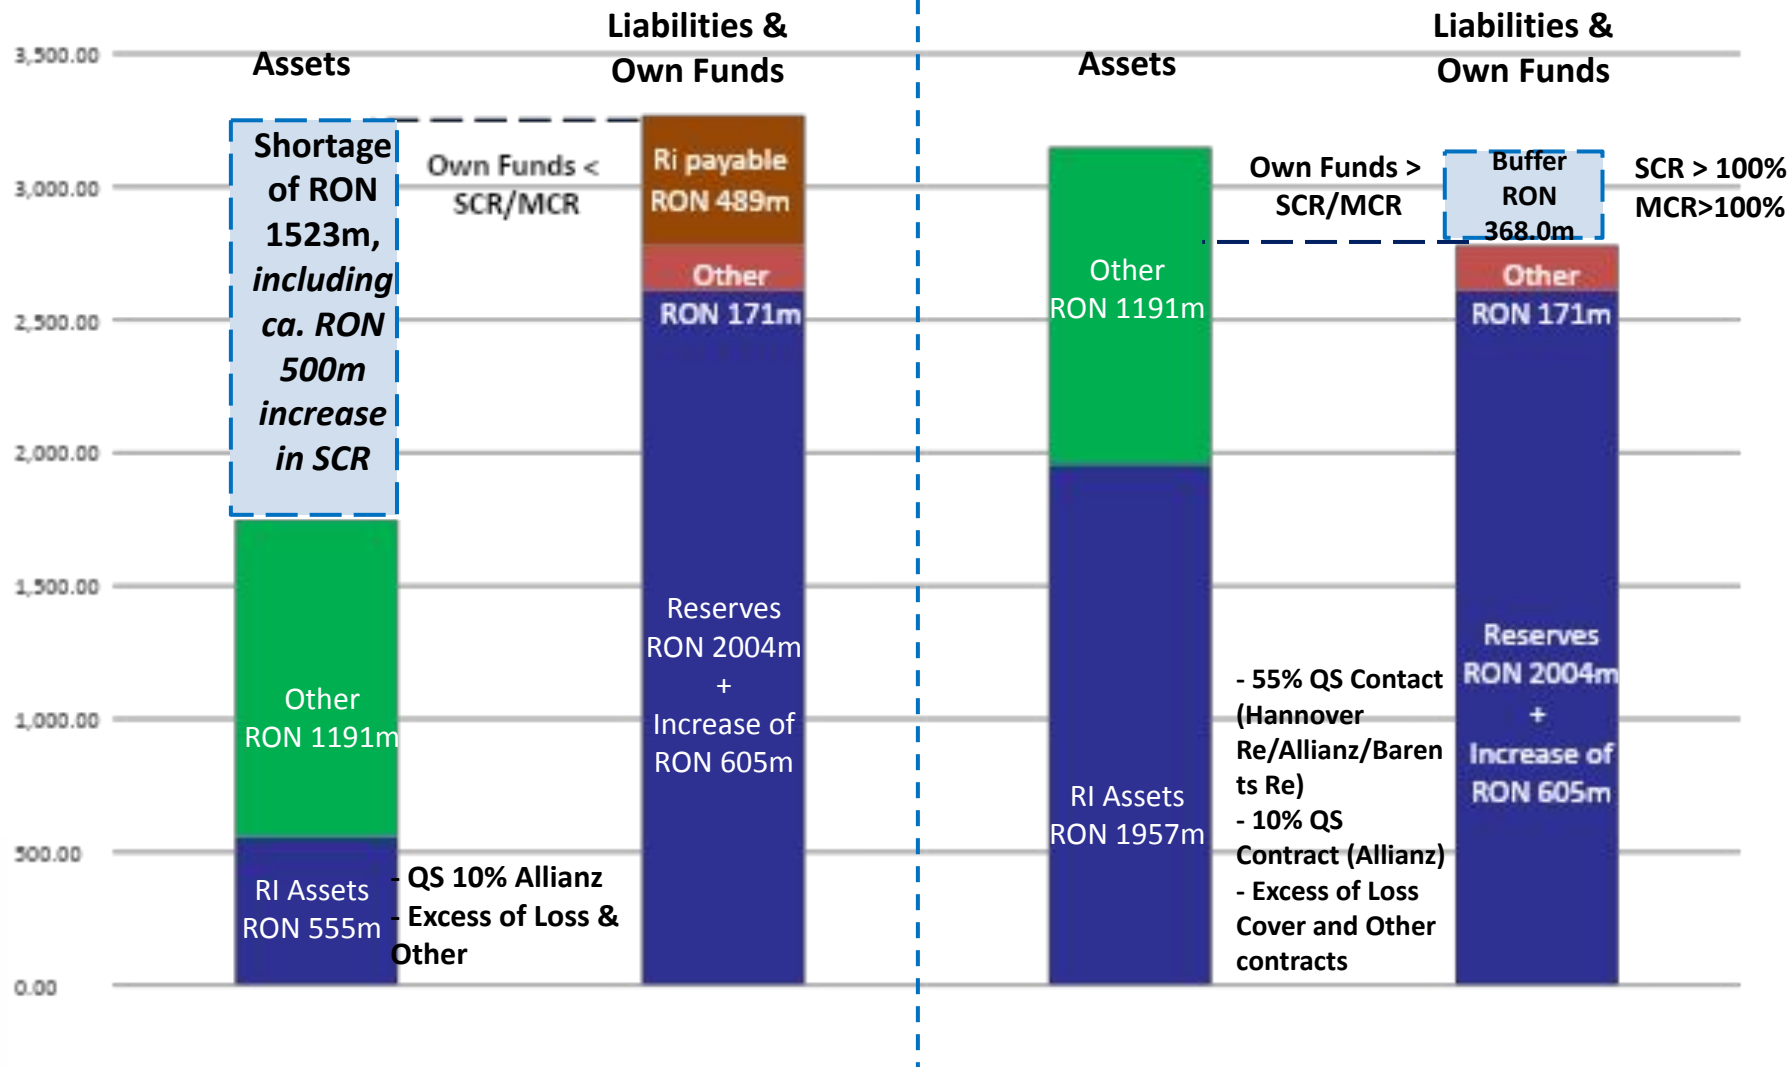 3,500.00
3,000.00
2,500.00
2,000.00
1,500.00
1,000.00
500.00
0.00
Assets
Liabilities &
Own Funds
Shortage
of RON
1523m,
including
ca. RON
500m
increase
in SCR
Own Funds <
SCR/MCR
Ri payable
RON 489m
Other
RON 171m
Other
RON 1191m
Reserves
RON 2004m
+
Increase of
RON 605m
RI Assets
RON 555m
- QS 10% Allianz
- Excess of Loss &
Other
Assets
Liabilities &
Own Funds
Own Funds >
SCR/MCR
Buffer
RON
368.0m
SCR > 100%
MCR>100%
Other
RON 1191m
Other
RON 171m
RI Assets
RON 1957m
- 55% QS Contact
(Hannover
Re/Allianz/Baren
ts Re)
- 10% QS
Contract (Allianz)
- Excess of Loss
Cover and Other
contracts
Reserves
RON 2004m
+
Increase of
RON 605m